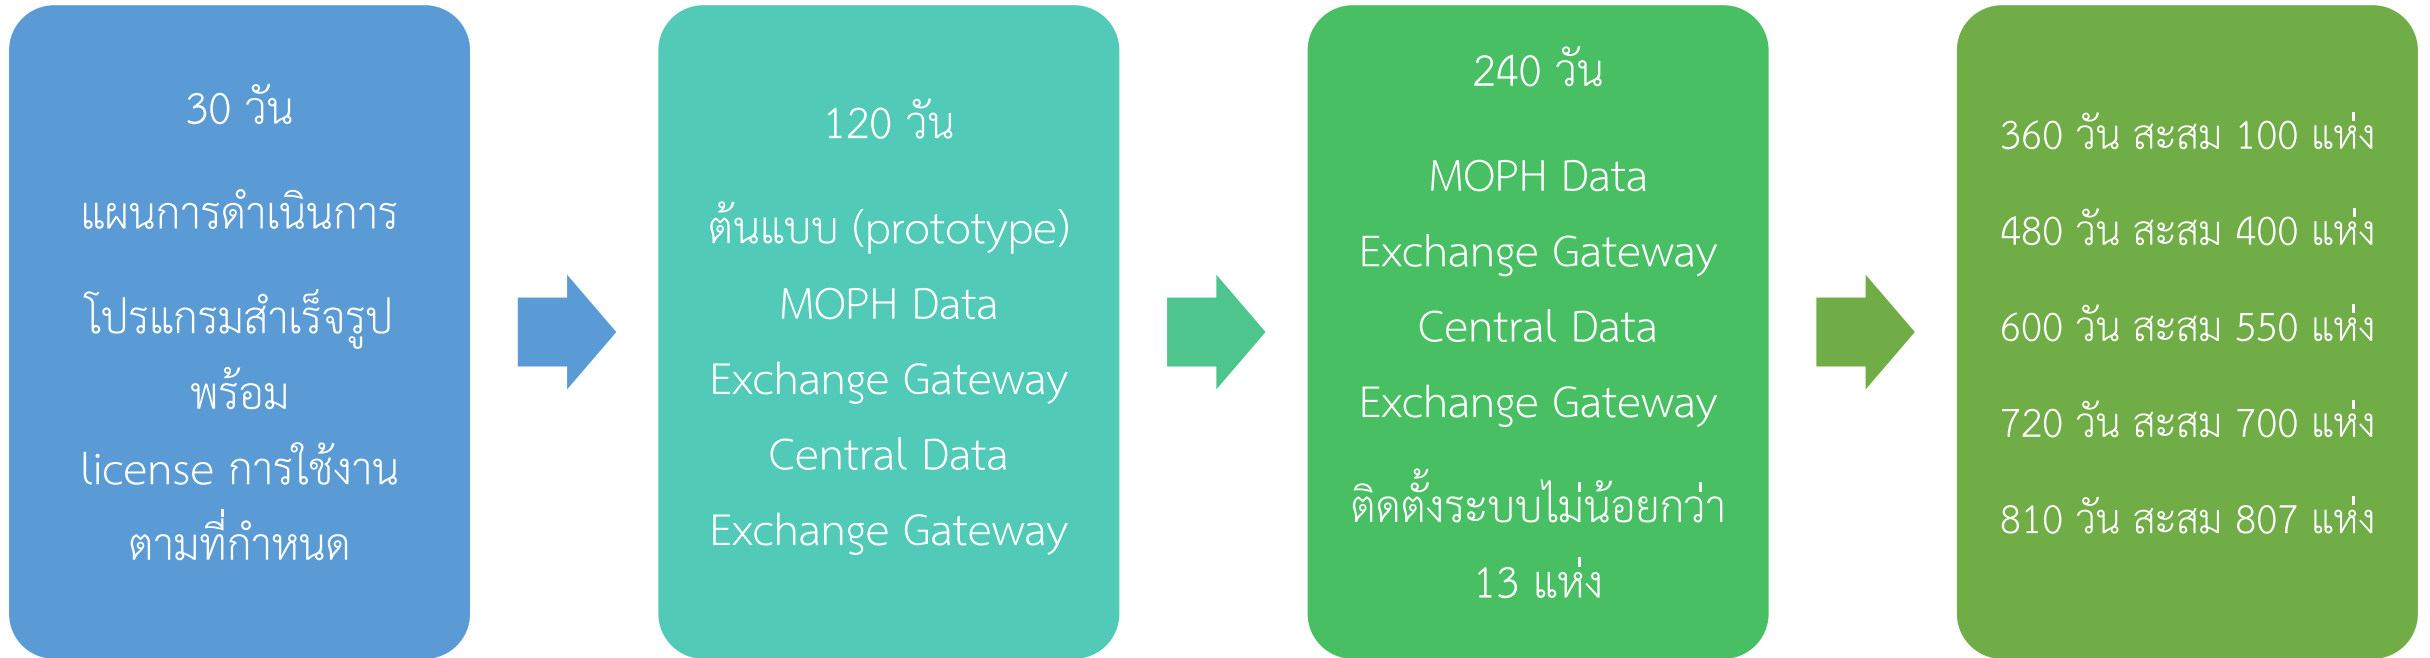 30 วัน
แผนการดำเนินการ
โปรแกรมสำเร็จรูป
พร้อม
license การใช้งาน
ตามที่กำหนด
120 วัน
ต้นแบบ (prototype)
MOPH Data
Exchange Gateway
Central Data
Exchange Gateway
240 วัน
MOPH Data
Exchange Gateway
Central Data
Exchange Gateway
ติดตั้งระบบไม่น้อยกว่า
13 แห่ง
360 วัน สะสม 100 แห่ง
480 วัน สะสม 400 แห่ง
600 วัน สะสม 550 แห่ง
720 วัน สะสม 700 แห่ง
810 วัน สะสม 807 แห่ง